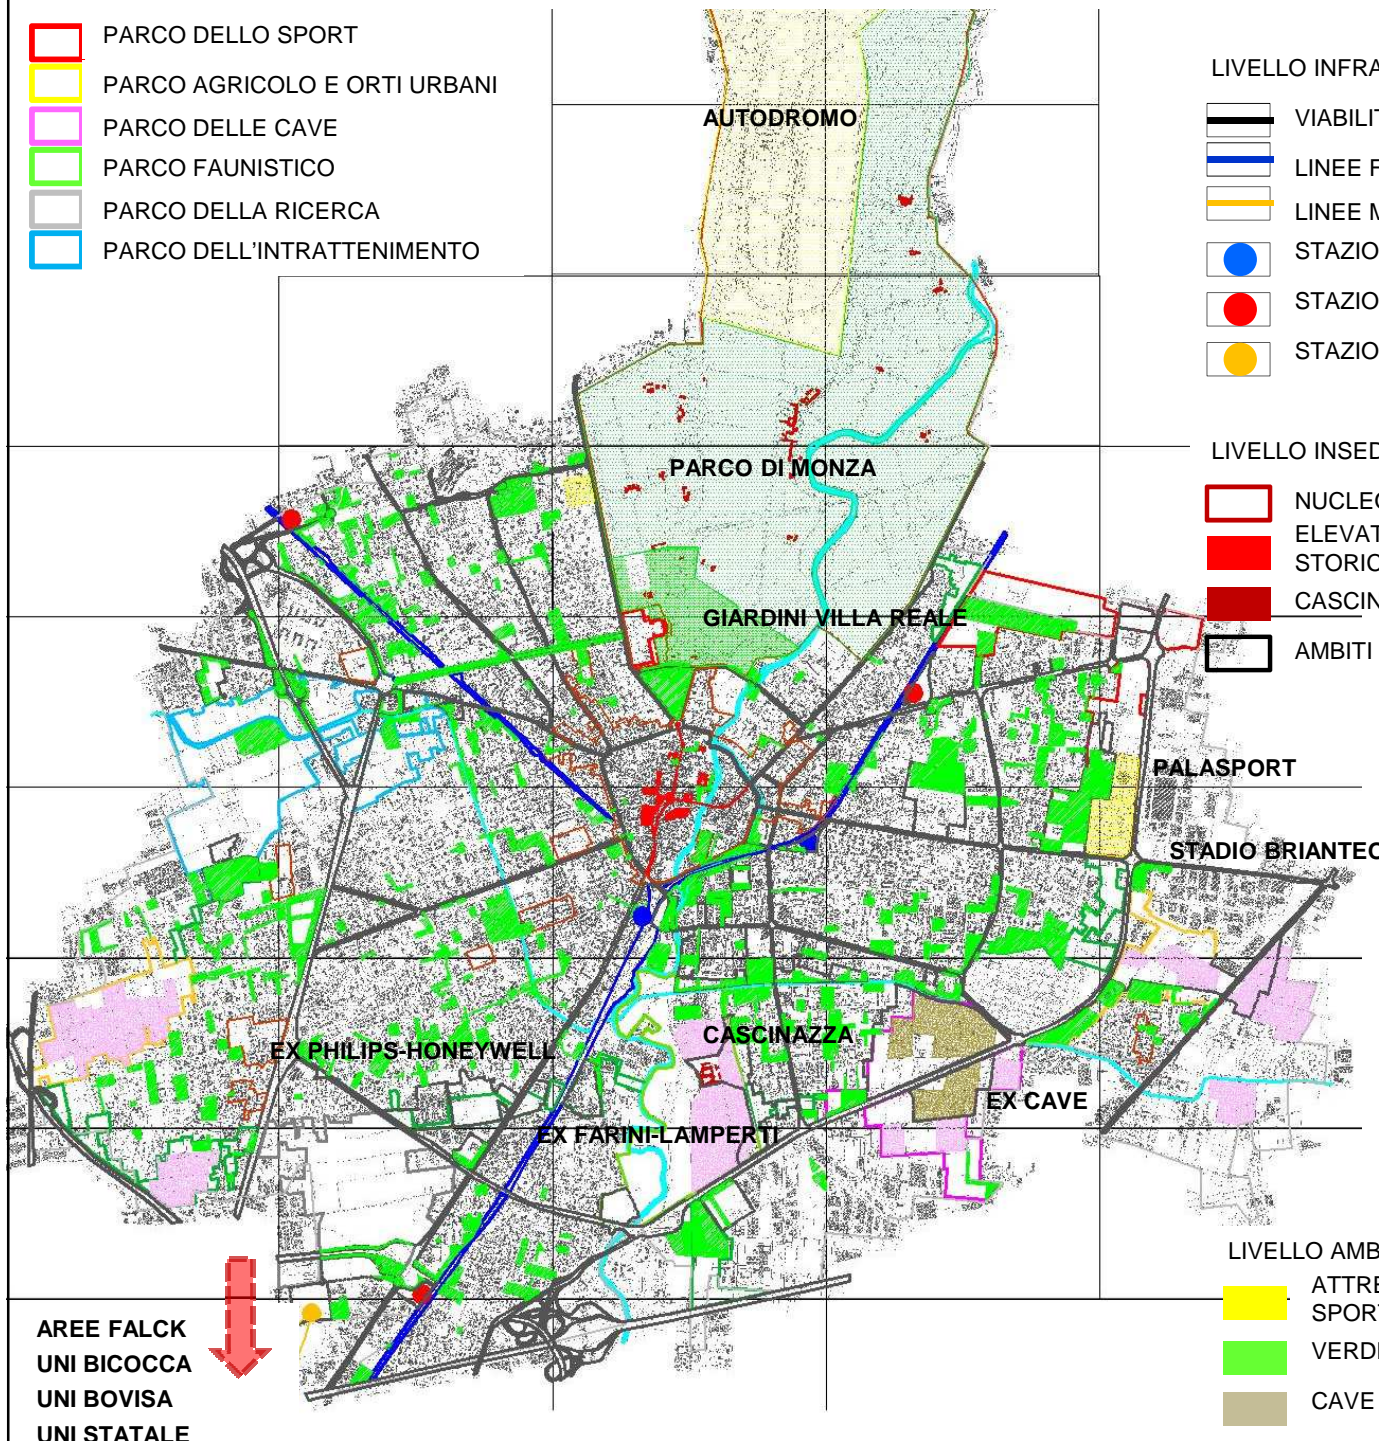 PARCO DELLO SPORT
PARCO AGRICOLO E ORTI URBANI
PARCO DELLE CAVE
PARCO FAUNISTICO
PARCO DELLA RICERCA
PARCO DELL'INTRATTENIMENTO
LIVELLO INFRA
VIABILIT
LINEE F
LINEE M
STAZIO
STAZIO
STAZIO
LIVELLO INSED
NUCLEO
ELEVAT
STORIC
CASCIN
AMBITI
AUTODROMO
PARCO DI MONZA
GIARDINI VILLA REALE
PALASPORT
STADIO BRIANTEO
CASCINAZZA
EX PHILIPS-HONEYWELL
EX CAVE
EX FARINI-LAMPERTI
LIVELLO AMB
ATTRE
SPORT
VERDI
CAVE
AREE FALCK
UNI BICOCCA
UNI BOVISA
UNI STATALE